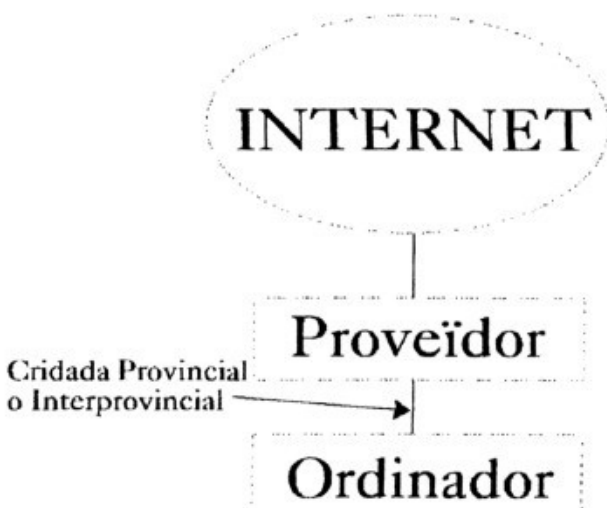 INTERNET
Proveïdor
Cridada Provincial
o Interprovincial
Ordinador